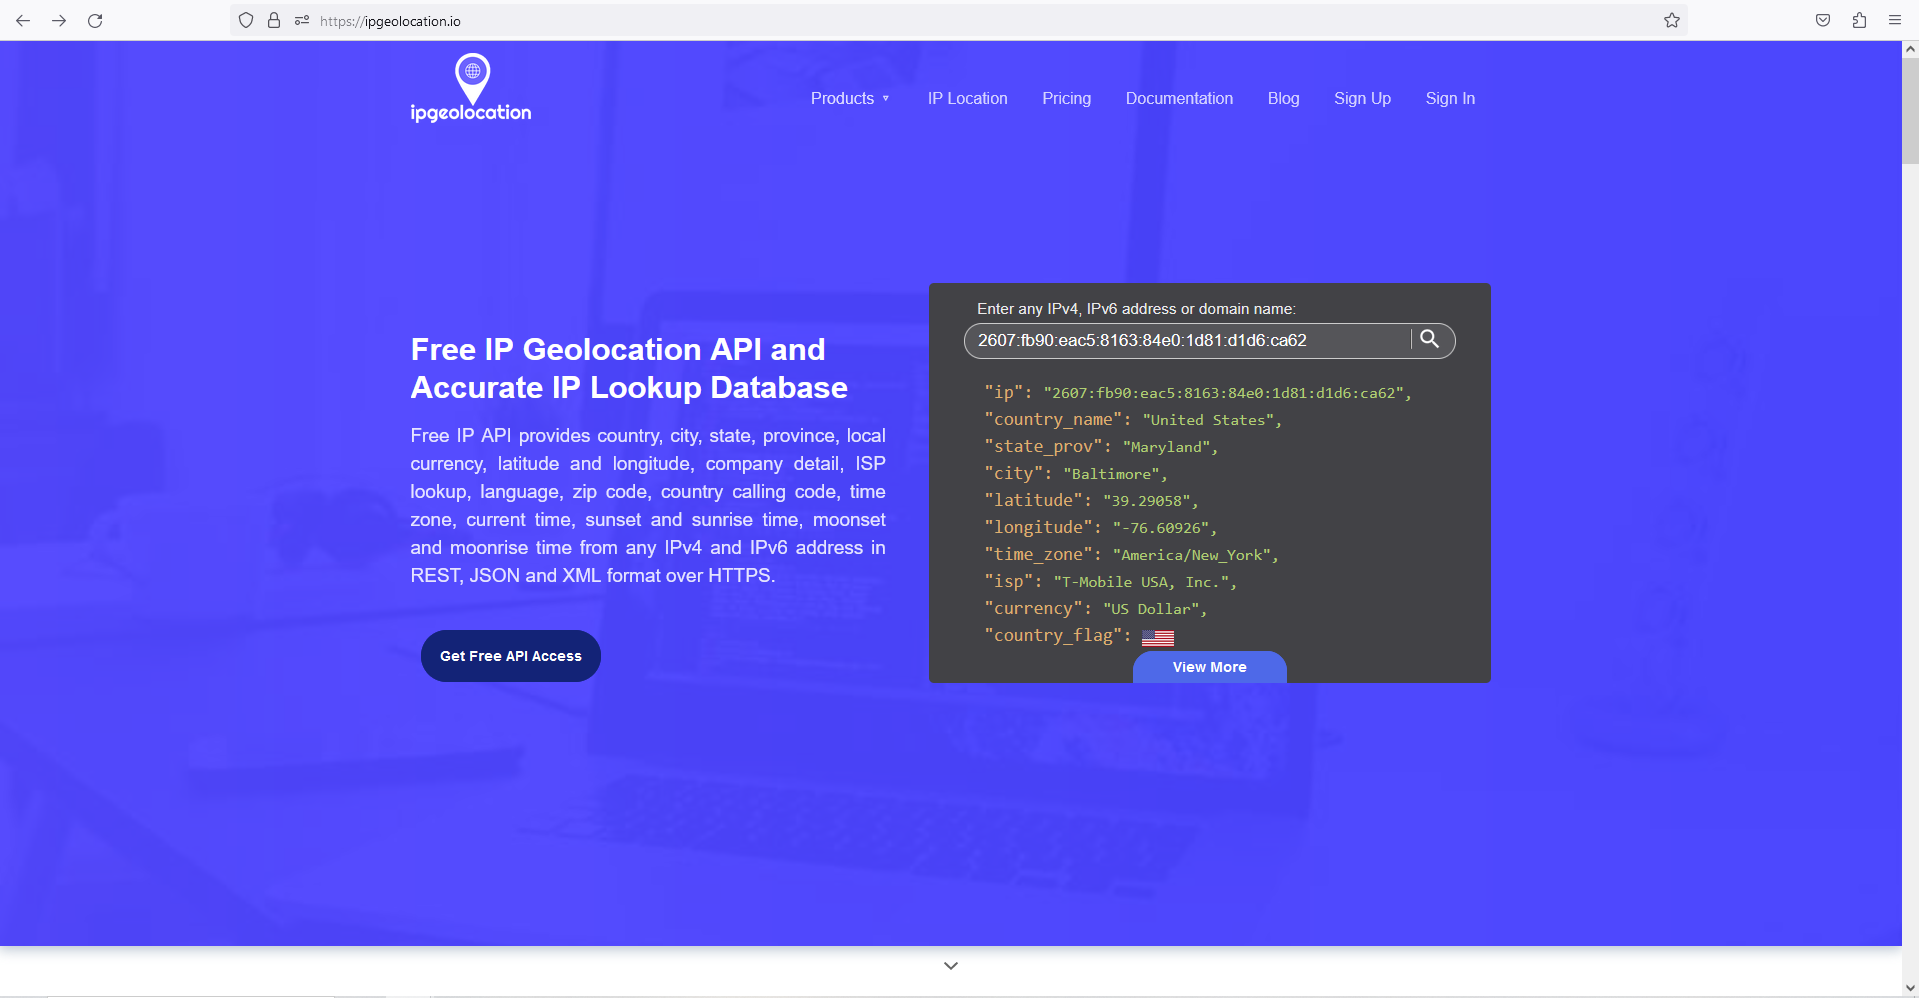 https://ipgeolocation.io
ipgeolocation
Products
IP Location
Pricing
Documentation
Blog
Sign Up
Sign In
Free IP Geolocation API and
Accurate IP Lookup Database
Free IP API provides country, city, state, province, local
currency, latitude and longitude, company detail, ISP
lookup, language, zip code, country calling code, time
zone, current time, sunset and sunrise time, moonset
and moonrise time from any IPv4 and IPv6 address in
REST, JSON and XML format over HTTPS.
Get Free API Access
Enter any IPv4, IPv6 address or domain name:
2607:fb90:eac5:8163:84e0:1d81:d1d6:ca62
"ip": "2607:fb90:eac5:8163:84e0:1d81:d1d6:ca62",
"country_name": "United States",
"state_prov": "Maryland",
"city": "Baltimore",
"latitude": "39.29058",
"longitude": "-76.60926",
"time_zone": "America/New_York",
"isp": "T-Mobile USA, Inc.",
"currency": "US Dollar",
"country_flag":
View More